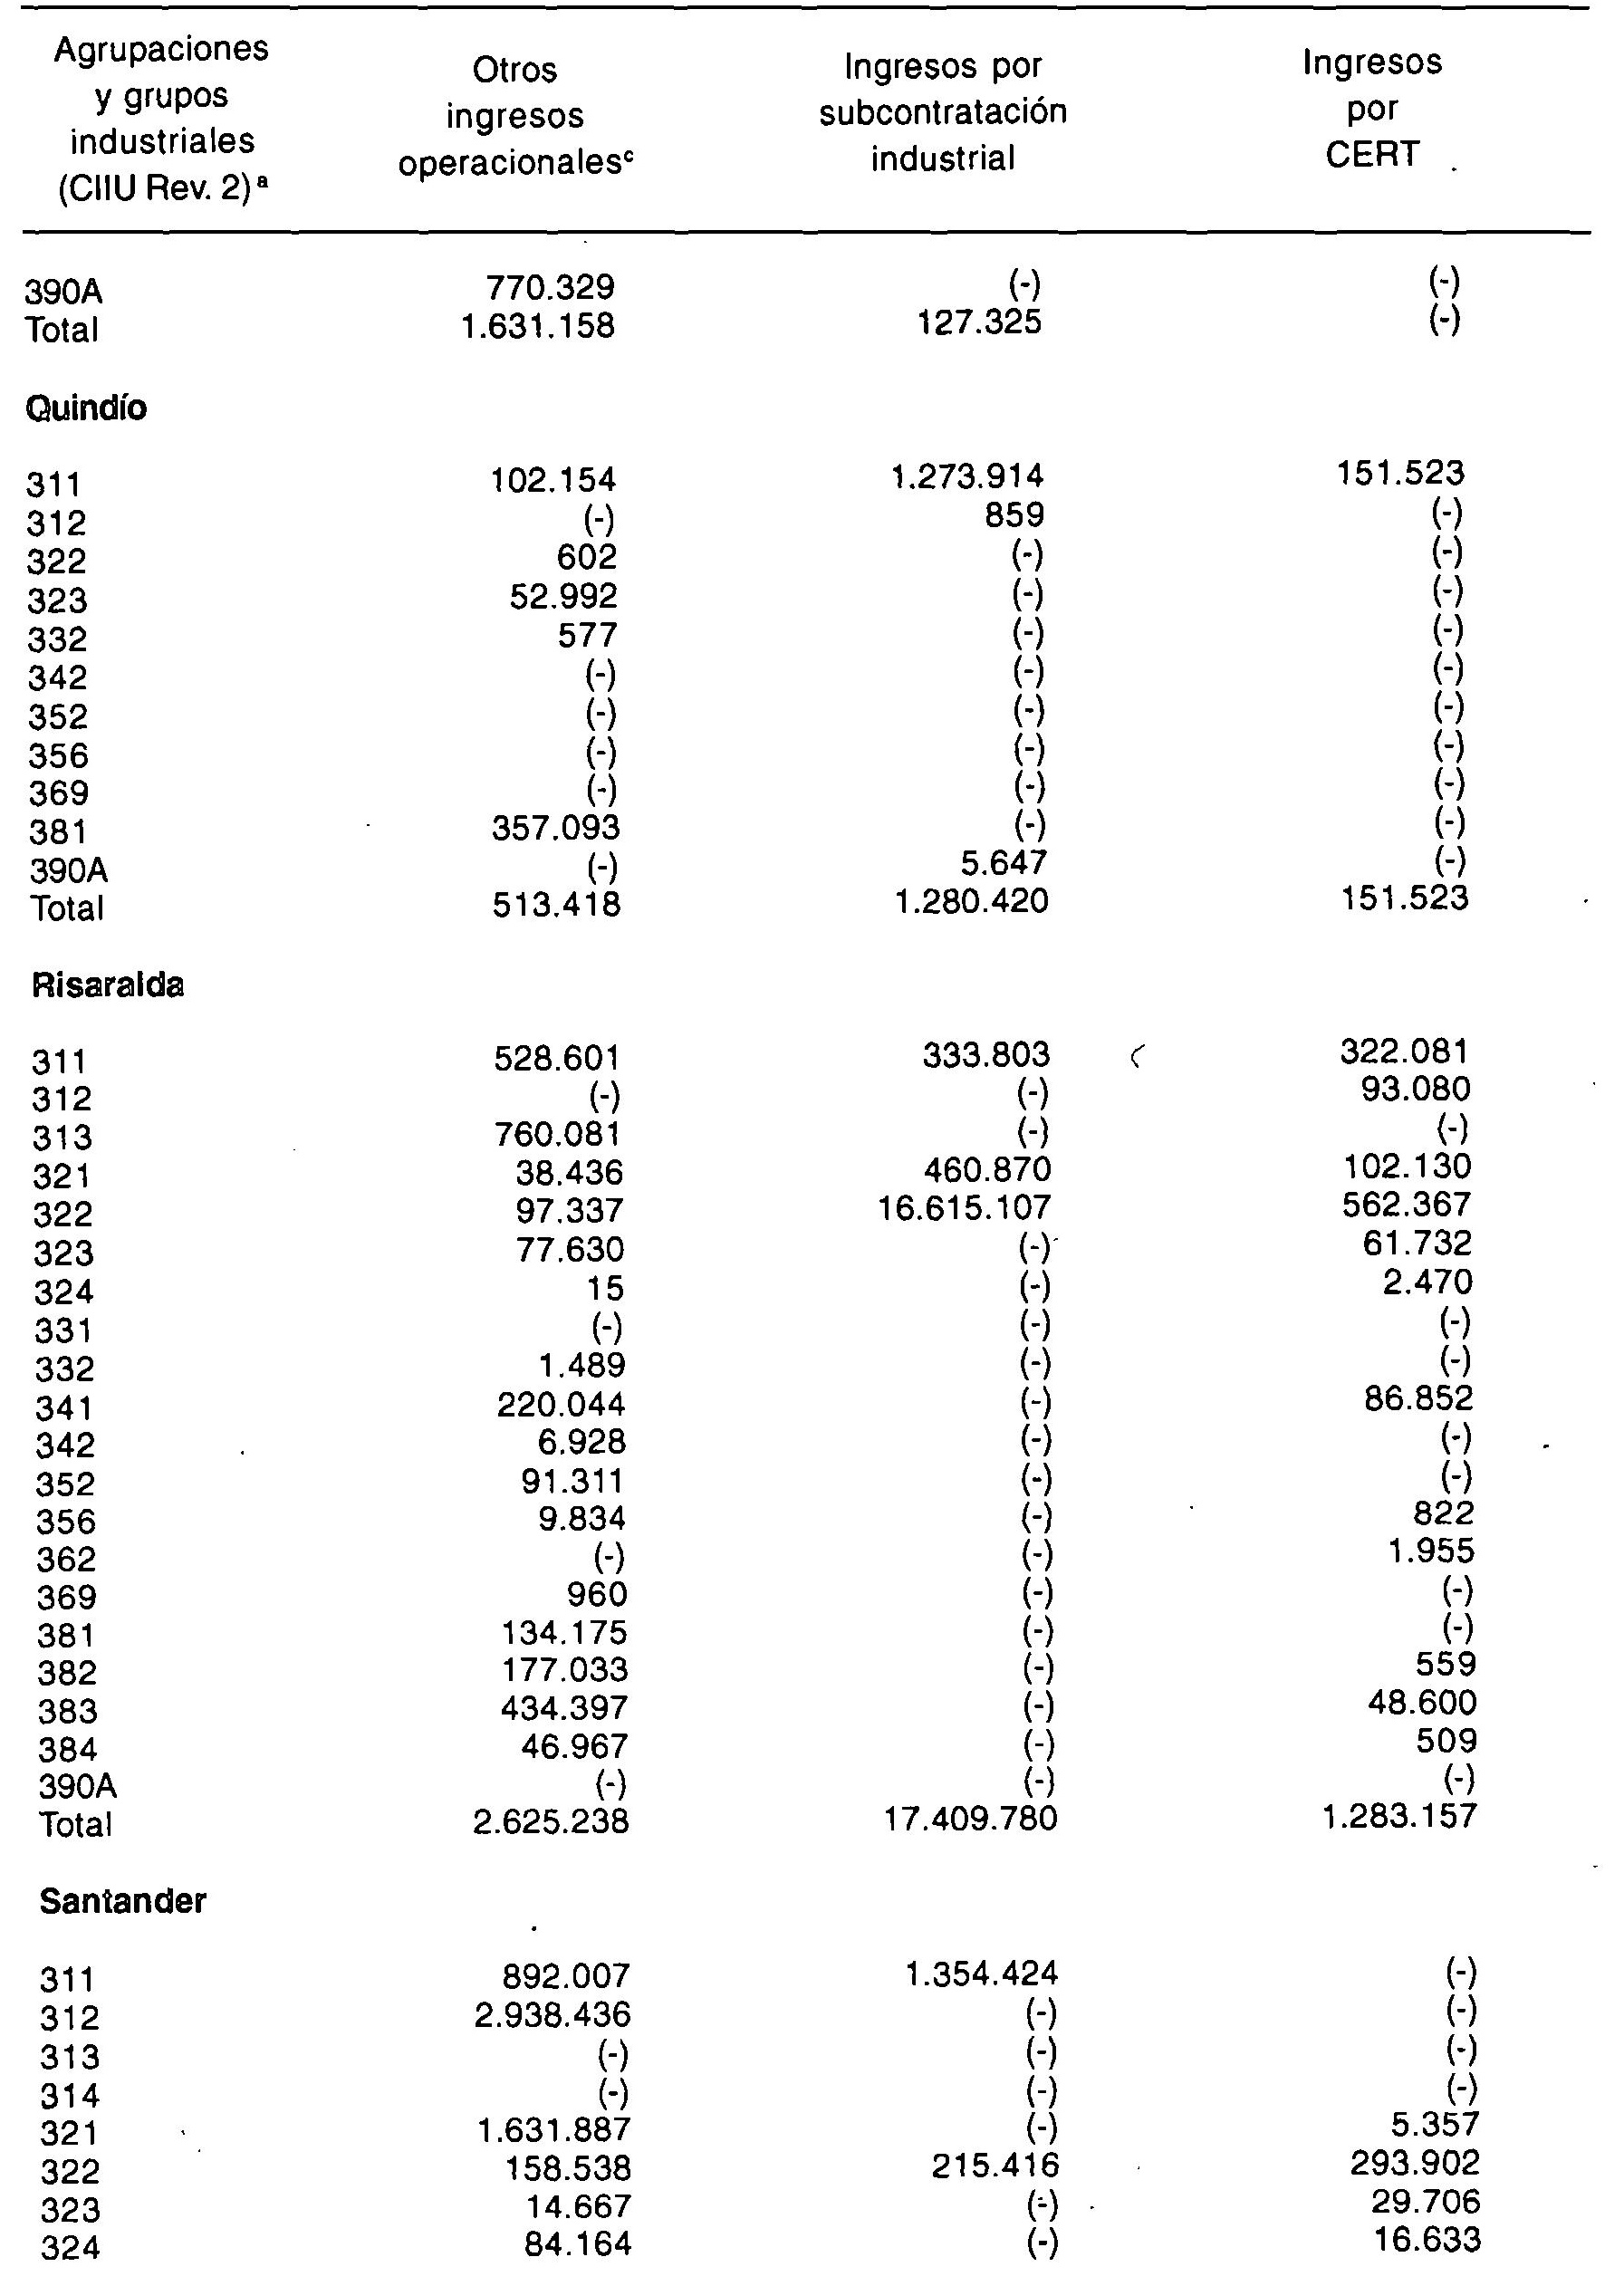 Agrupaciones
y grupos
industriales
(CIIU Rev. 2)ª
Otros
ingresos
operacionalesᶜ
Ingresos por
subcontratación
industrial
Ingresos
por
CERT
390A 770.329 (-) (-)
Total 1.631.158 127.325 (-)
Quindío
311 102.154 1.273.914 151.523
312 (-) 859 (-)
322 602 (-) (-)
323 52.992 (-) (-)
332 577 (-) (-)
342 (-) (-) (-)
352 (-) (-) (-)
356 (-) (-) (-)
369 (-) (-) (-)
381 357.093 (-) (-)
390A (-) 5.647 (-)
Total 513.418 1.280.420 151.523
Risaralda
311 528.601 333.803 322.081
312 (-) (-) 93.080
313 760.081 (-) (-)
321 38.436 460.870 102.130
322 97.337 16.615.107 562.367
323 77.630 (-) 61.732
324 15 (-) 2.470
331 (-) (-) (-)
332 1.489 (-) (-)
341 220.044 (-) 86.852
342 6.928 (-) (-)
352 91.311 (-) (-)
356 9.834 (-) 822
362 (-) (-) 1.955
369 960 (-) (-)
381 134.175 (-) (-)
382 177.033 (-) 559
383 434.397 (-) 48.600
384 46.967 (-) 509
390A (-) (-) (-)
Total 2.625.238 17.409.780 1.283.157
Santander
311 892.007 1.354.424 (-)
312 2.938.436 (-) (-)
313 (-) (-) (-)
314 (-) (-) (-)
321 1.631.887 (-) 5.357
322 158.538 215.416 293.902
323 14.667 (-) 29.706
324 84.164 (-) 16.633